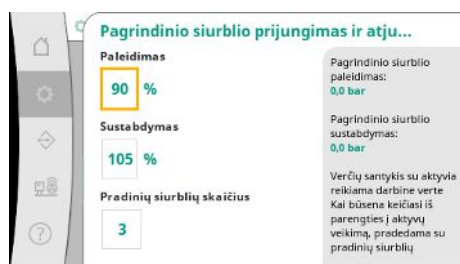 Pagrindinio siurblio prijungimas ir atju...
Paleidimas
90 %
Sustabdymas
105 %
Pradinių siurblių skaičius
3
Pagrindinio siurblio
paleidimas:
0,0 bar
Pagrindinio siurblio
sustabdymas:
0,0 bar
Verčių santykis su aktyvia
reikiama darbine verte
Kai būsena keičiasi iš
parengties į aktyvų
veikimą, pradedama su
pradinių siurblių